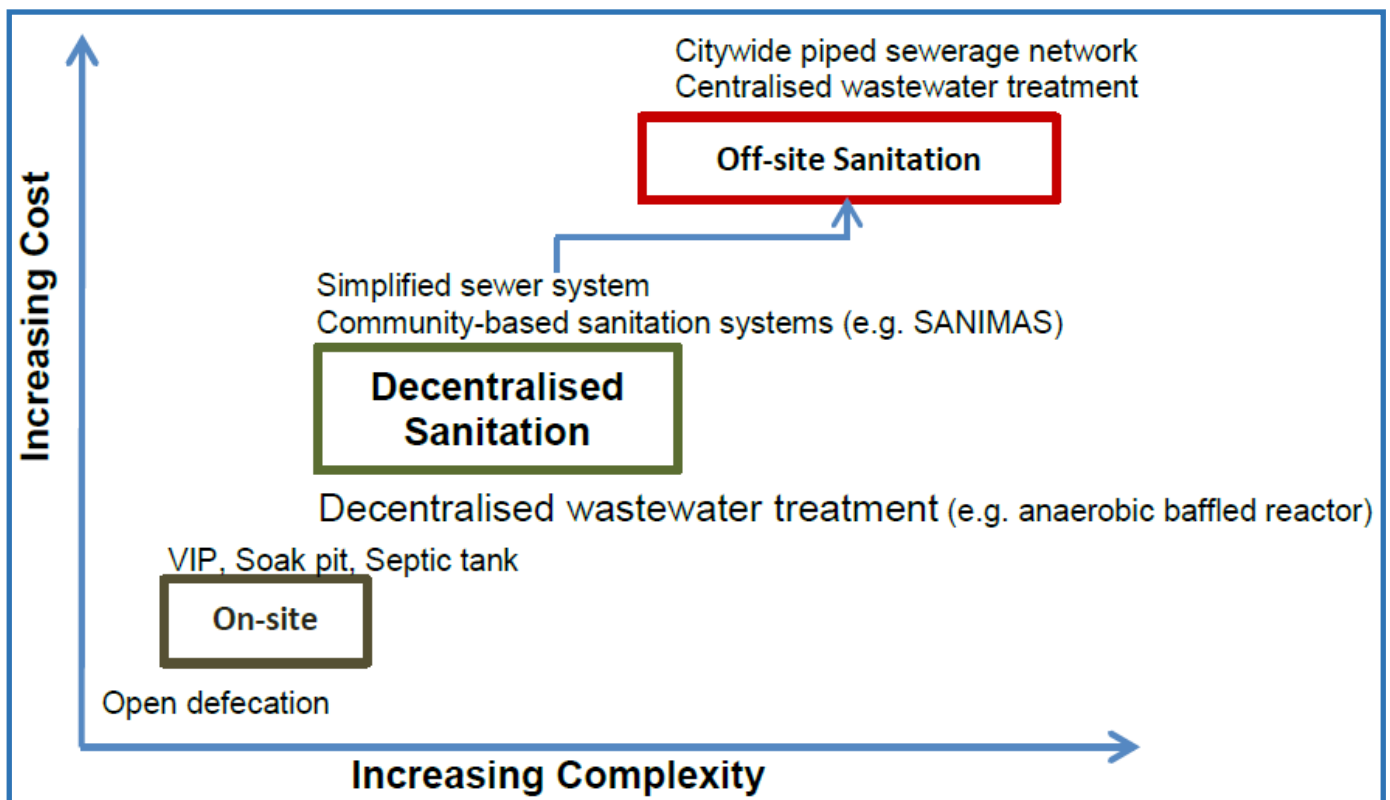 Citywide piped sewerage network
Centralised wastewater treatment
Off-site Sanitation
Increasing Cost
Simplified sewer system
Community-based sanitation systems (e.g. SANIMAS)
Decentralised
Sanitation
Decentralised wastewater treatment (e.g. anaerobic baffled reactor)
VIP, Soak pit, Septic tank
On-site
Open defecation
Increasing Complexity